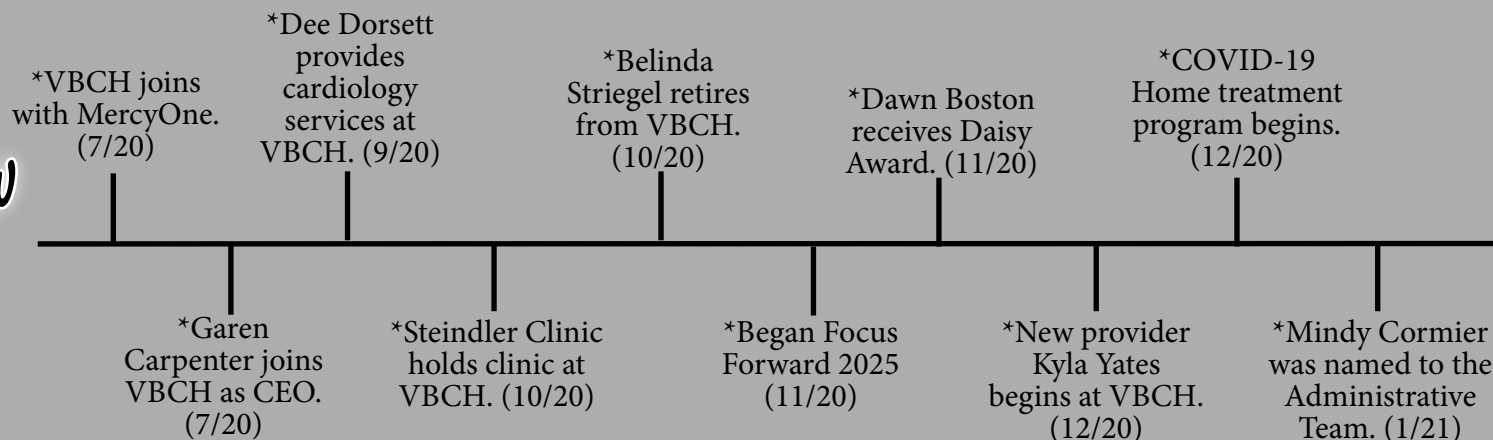 *VBCH joins
with MercyOne.
(7/20)
*Garen
Carpenter joins
VBCH as CEO.
(7/20)
*Dee Dorsett
provides
cardiology
services at
VBCH. (9/20)
*Steindler Clinic
holds clinic at
VBCH. (10/20)
*Belinda
Striegel retires
from VBCH.
(10/20)
*Began Focus
Forward 2025
(11/20)
*Dawn Boston
receives Daisy
Award. (11/20)
*New provider
Kyla Yates
begins at VBCH.
(12/20)
*COVID-19
Home treatment
program begins.
(12/20)
*Mindy Cormier
was named to the
Administrative
Team. (1/21)